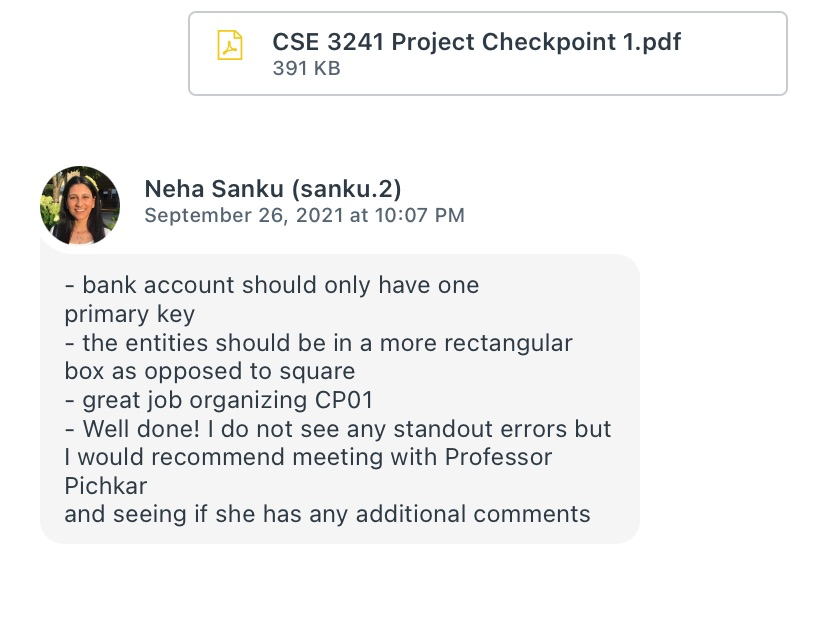 CSE 3241 Project Checkpoint 1.pdf
391 KB
Neha Sanku (sanku.2)
September 26, 2021 at 10:07 PM
- bank account should only have one
primary key
- the entities should be in a more rectangular
box as opposed to square
- great job organizing CP01
- Well done! I do not see any standout errors but
I would recommend meeting with Professor
Pichkar
and seeing if she has any additional comments